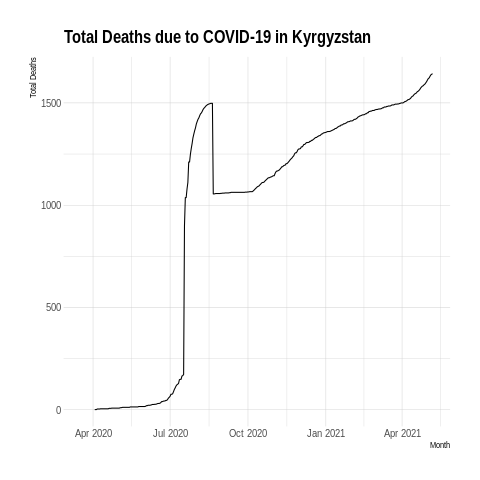 Total Deaths due to COVID-19 in Kyrgyzstan
Total Deaths
1500
1000
500
0
Apr 2020 Jul 2020 Oct 2020 Jan 2021 Apr 2021
Month